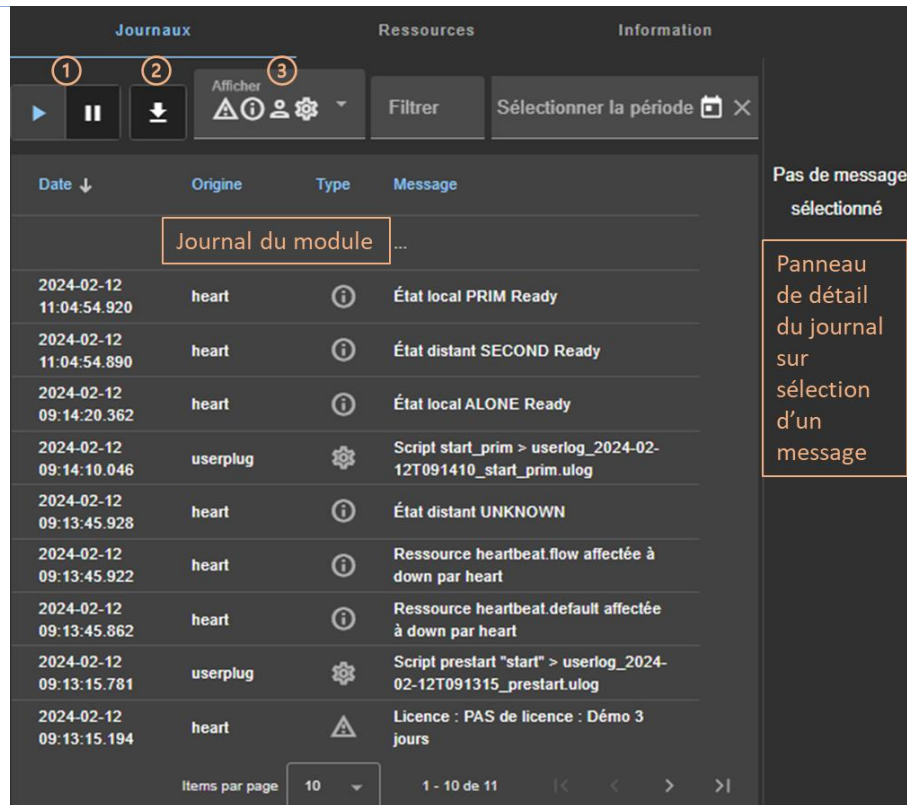 Journaux Ressources Information
① ② ③
Afficher
Filtrer Sélectionner la période
Pas de message
sélectionné
Date Origine Type Message
Journal du module ...
Panneau
de détail
du journal
sur
sélection
d'un
message
2024-02-12
11:04:54.920 heart État local PRIM Ready
2024-02-12
11:04:54.890 heart État distant SECOND Ready
2024-02-12
09:14:20.362 heart État local ALONE Ready
2024-02-12 Script start_prim > userlog_2024-02-
09:14:10.046 userplug 12T091410_start_prim.ulog
2024-02-12
09:13:45.928 heart État distant UNKNOWN
2024-02-12 Ressource heartbeat.flow affectée à
09:13:45.922 heart down par heart
2024-02-12 Ressource heartbeat.default affectée
09:13:45.862 heart à down par heart
2024-02-12 Script prestart "start" > userlog_2024-
09:13:15.781 userplug 02-12T091315_prestart.ulog
2024-02-12 Licence : PAS de licence : Démo 3
09:13:15.194 heart jours
Items par page 10 1 - 10 de 11